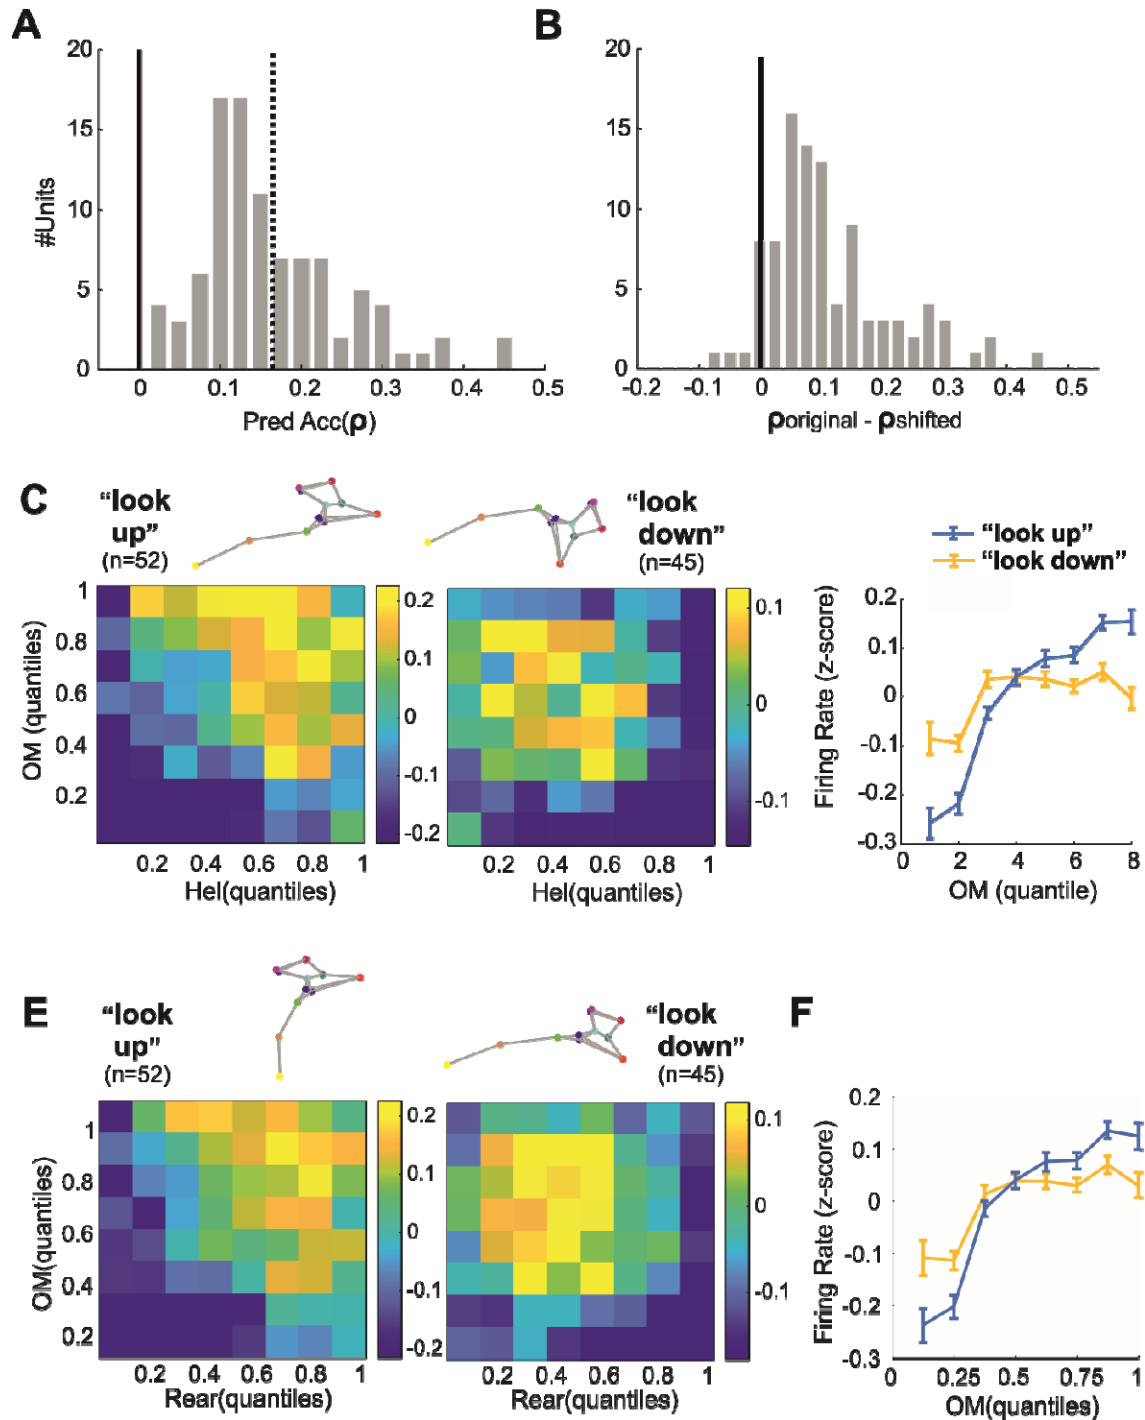 A
B
20
15
10
5
0
#Units
0
0.1
0.2
0.3
0.4
0.5
Pred Acc(ρ)
20
15
10
5
0
-0.2
-0.1
0
0.1
0.2
0.3
0.4
0.5
ρoriginal - ρshifted
C
“look
up”
(n=52)
“look
down”
(n=45)
“look up”
“look down”
1
0.8
0.6
0.4
0.2
OM (quantiles)
0.2
0.4
0.6
0.8
1
Hel(quantiles)
0.2
0.1
0
-0.1
-0.2
0.2
0.4
0.6
0.8
1
Hel(quantiles)
0.1
0
-0.1
0.2
0.1
0
-0.1
-0.2
-0.3
Firing Rate (z-score)
0
2
4
6
8
OM (quantile)
E
“look
up”
(n=52)
“look
down”
(n=45)
F
1
0.8
0.6
0.4
0.2
OM(quantiles)
0.2
0.4
0.6
0.8
1
Rear(quantiles)
0.2
0.1
0
-0.1
-0.2
0.2
0.4
0.6
0.8
1
Rear(quantiles)
0.1
0
-0.1
0.2
0.1
0
-0.1
-0.2
-0.3
Firing Rate (z-score)
0
0.25
0.5
0.75
1
OM(quantiles)